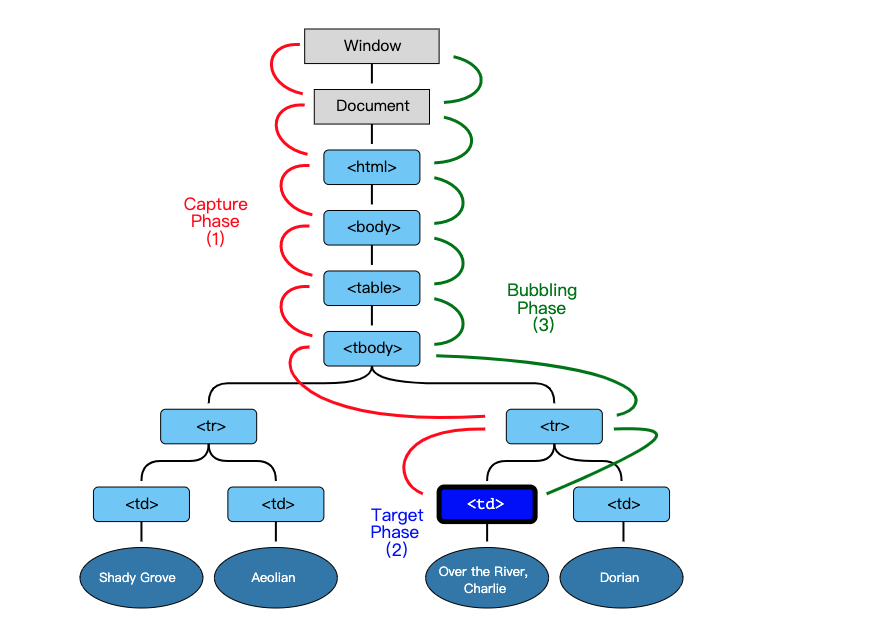 Window
Document
<html>
Capture
Phase
(1)
<body>
<table>
Bubbling
Phase
(3)
<tbody>
<tr>
<tr>
<td>
<td>
<td>
<td>
Target
Phase
(2)
Shady Grove
Aeolian
Over the River,
Charlie
Dorian